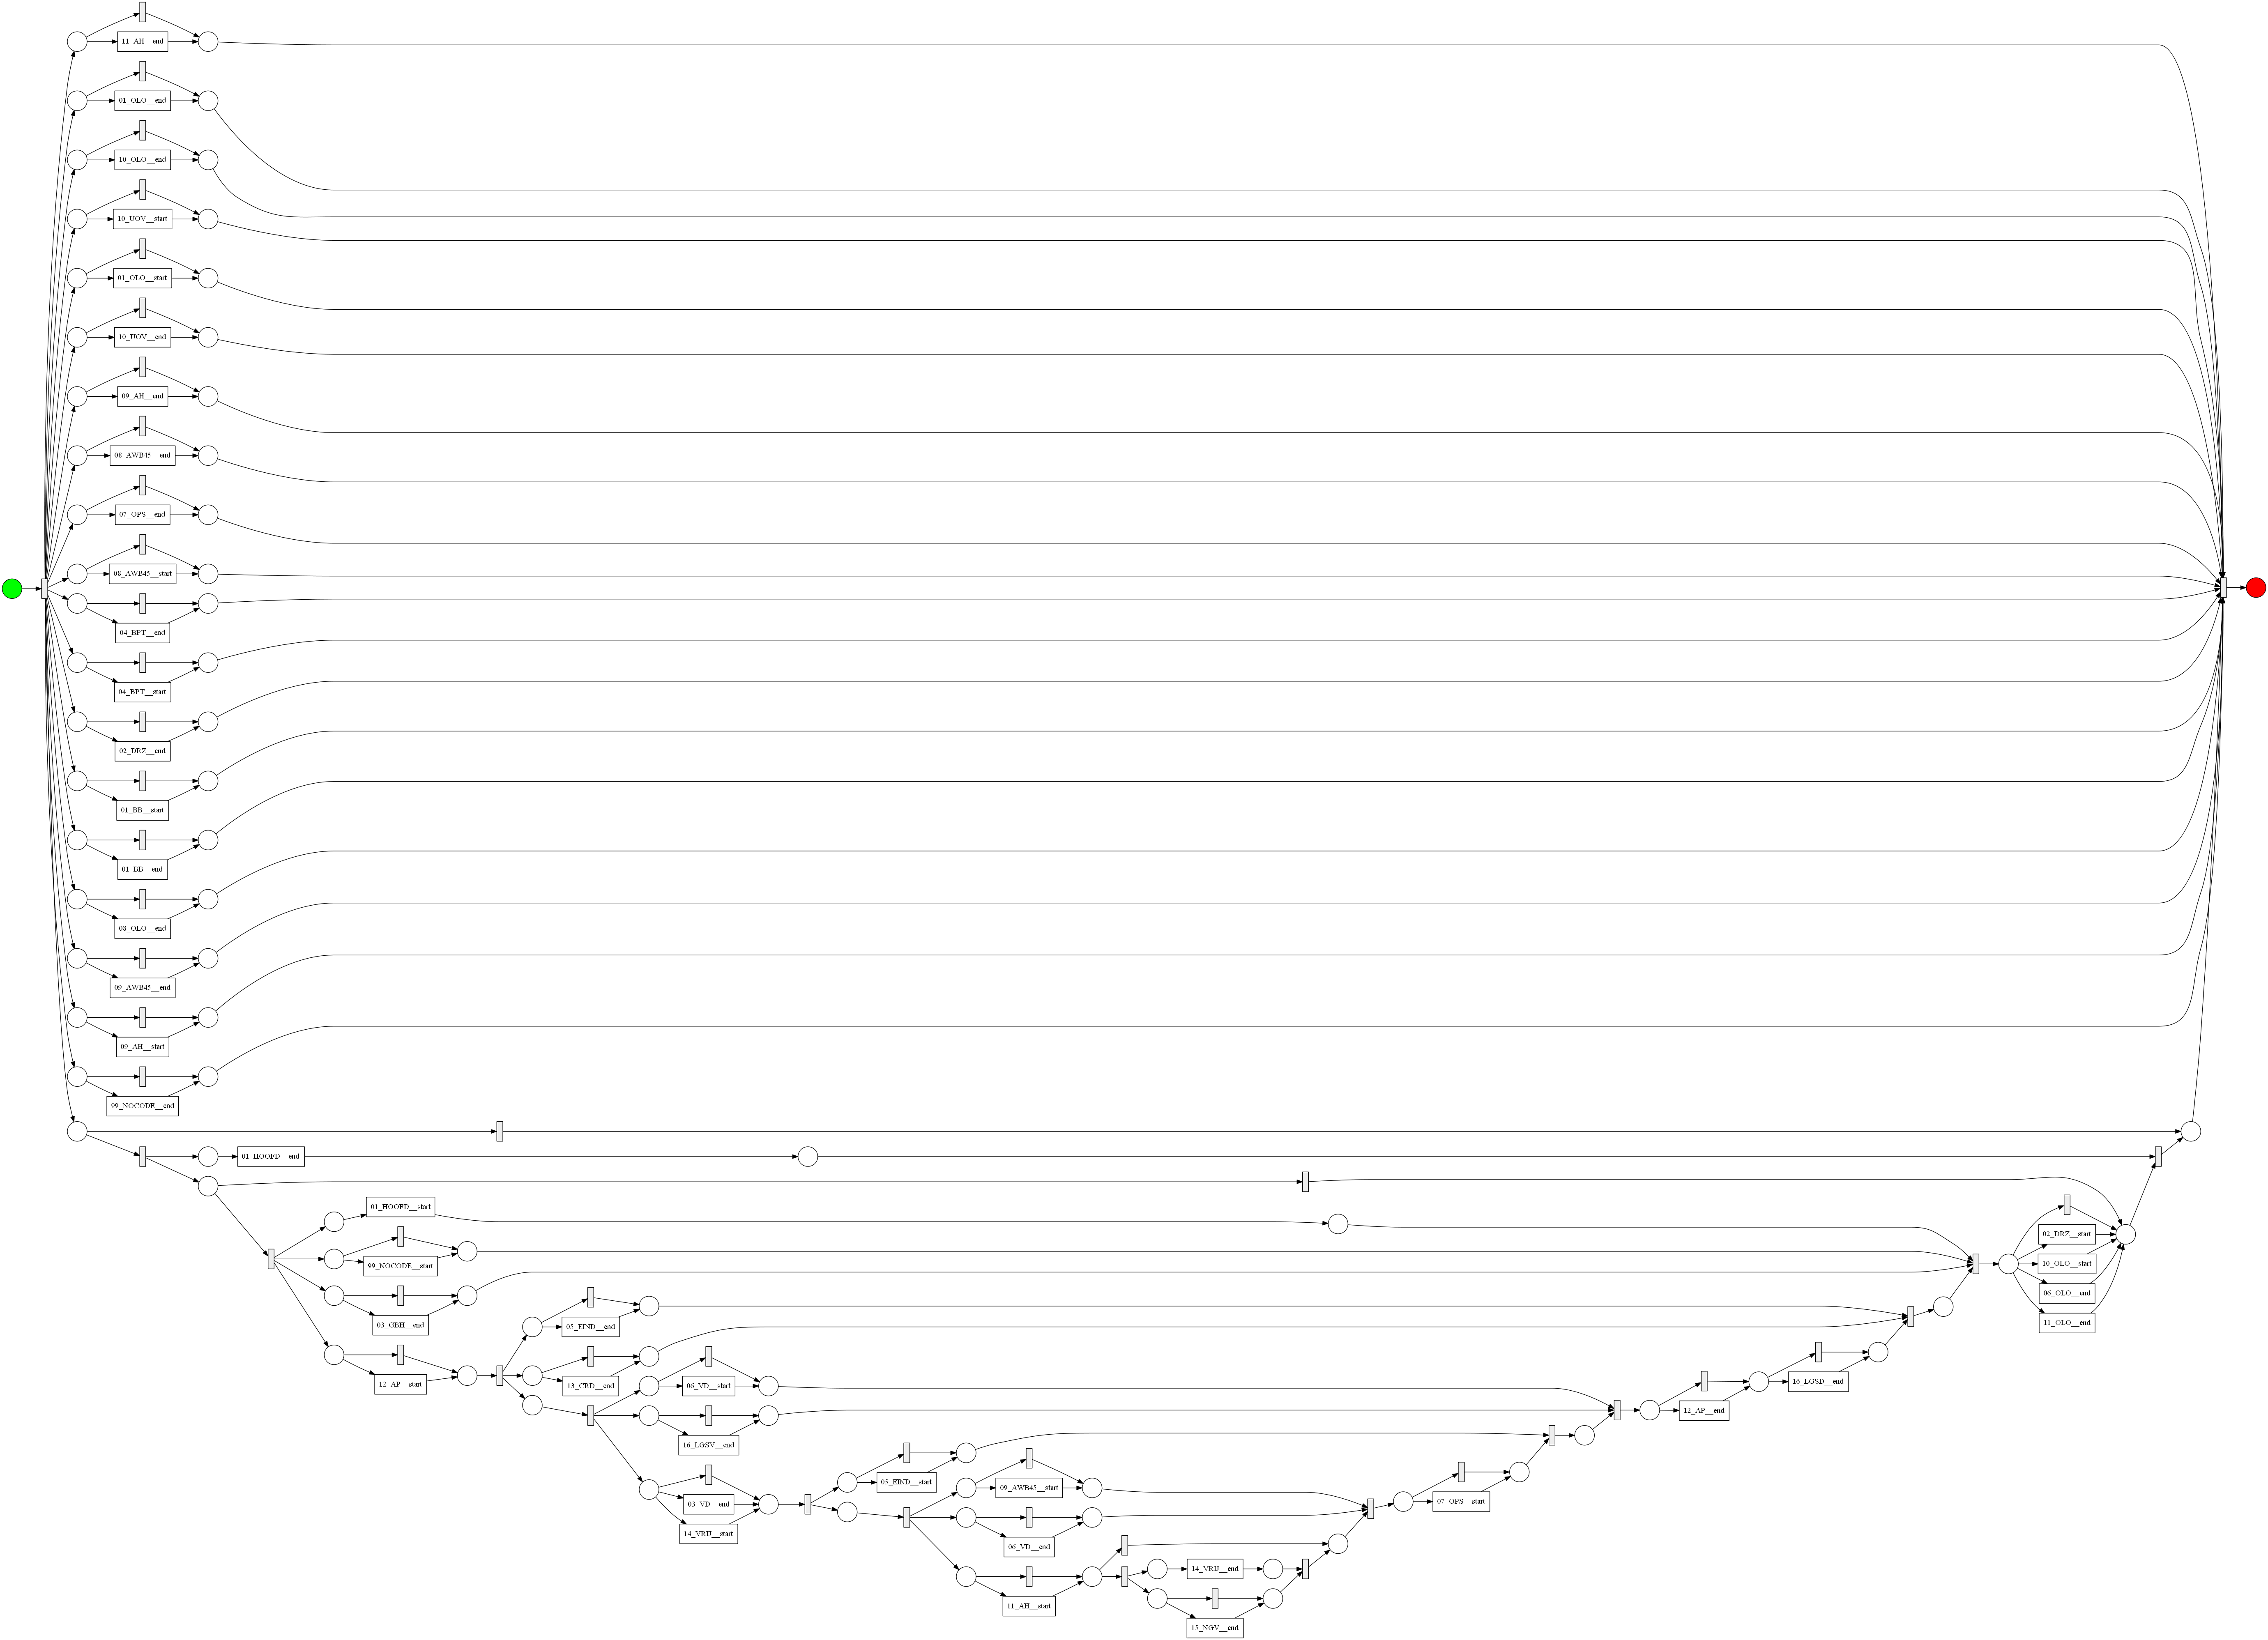 11_AH__end
01_OLO__end
10_OLO__end
10_UOV__start
01_OLO__start
10_UOV__end
09_AH__end
08_AWB45__end
07_OPS__end
08_AWB45__start
04_BPT__end
04_BPT__start
02_DRZ__end
01_BB__start
01_BB__end
08_OLO__end
09_AWB45__end
09_AH__start
99_NOCODE__end
01_HOOFD__end
01_HOOFD__start
99_NOCODE__start
03_GBH__end
12_AP__start
05_EIND__end
13_CRD__end
06_VD__start
16_LGSV__end
03_VD__end
14_VRIJ__start
05_EIND__start
09_AWB45__start
06_VD__end
11_AH__start
14_VRIJ__end
15_NGV__end
07_OPS__start
12_AP__end
16_LGSD__end
02_DRZ__start
10_OLO__start
06_OLO__end
11_OLO__end